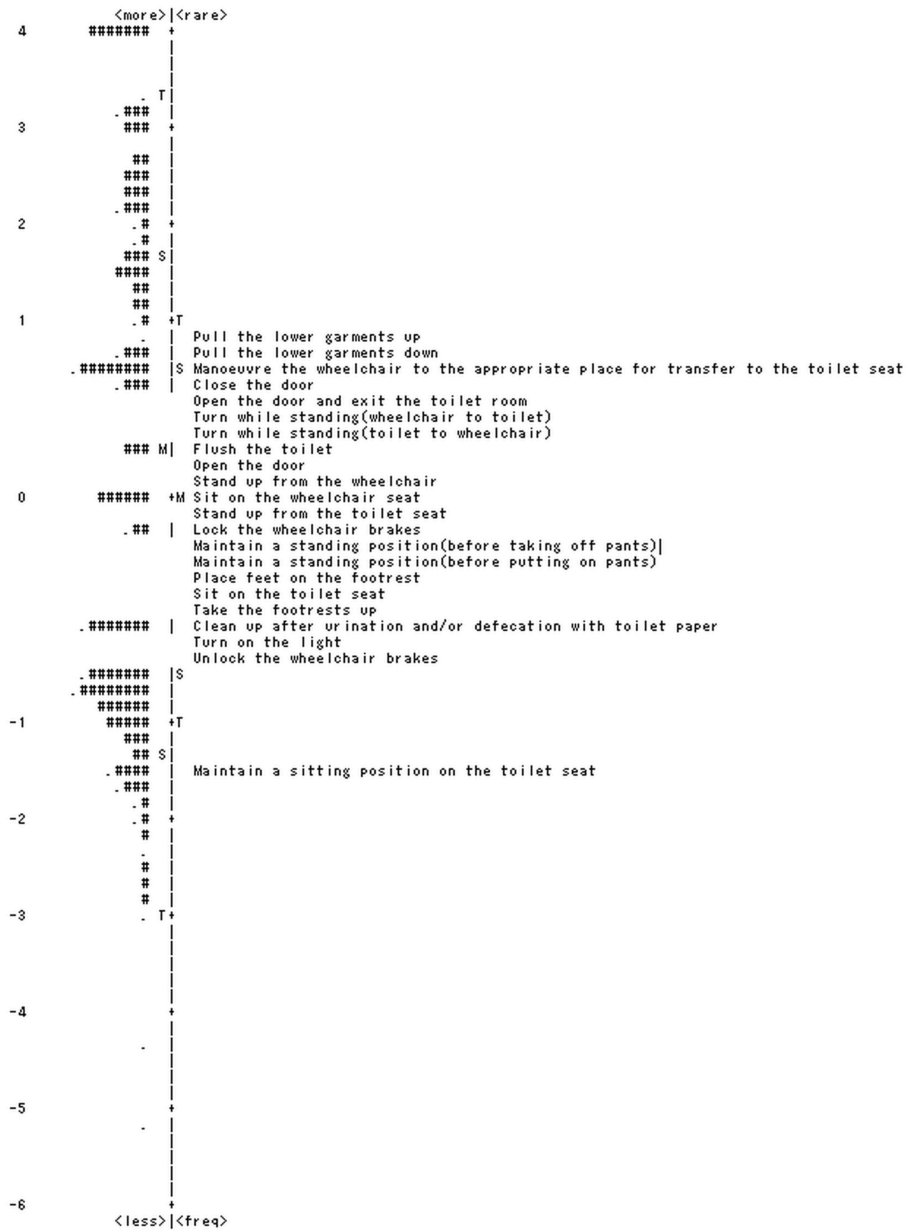 <more>|<rare>
4 ####### +
|
|
|
. T|
.### |
3 ### +
|
## |
### |
### |
.### |
2 .# +
.# |
### S|
#### |
## |
## |
1 .# +T
. | Pull the lower garments up
.### | Pull the lower garments down
.######## |S Manoeuvre the wheelchair to the appropriate place for transfer to the toilet seat
.### | Close the door
Open the door and exit the toilet room
Turn while standing(wheelchair to toilet)
Turn while standing(toilet to wheelchair)
### M| Flush the toilet
Open the door
Stand up from the wheelchair
0 ###### +M Sit on the wheelchair seat
Stand up from the toilet seat
.## | Lock the wheelchair brakes
Maintain a standing position(before taking off pants)|
Maintain a standing position(before putting on pants)
Place feet on the footrest
Sit on the toilet seat
Take the footrests up
.####### | Clean up after urination and/or defecation with toilet paper
Turn on the light
Unlock the wheelchair brakes
.####### |S
.######## |
###### |
-1 ##### +T
### |
## S|
.#### | Maintain a sitting position on the toilet seat
.### |
.# |
-2 .# +
# |
. |
# |
# |
# |
-3 . T+
|
|
|
|
|
-4 +
|
. |
|
|
|
-5 +
. |
|
|
|
|
-6 +
<less>|<freq>